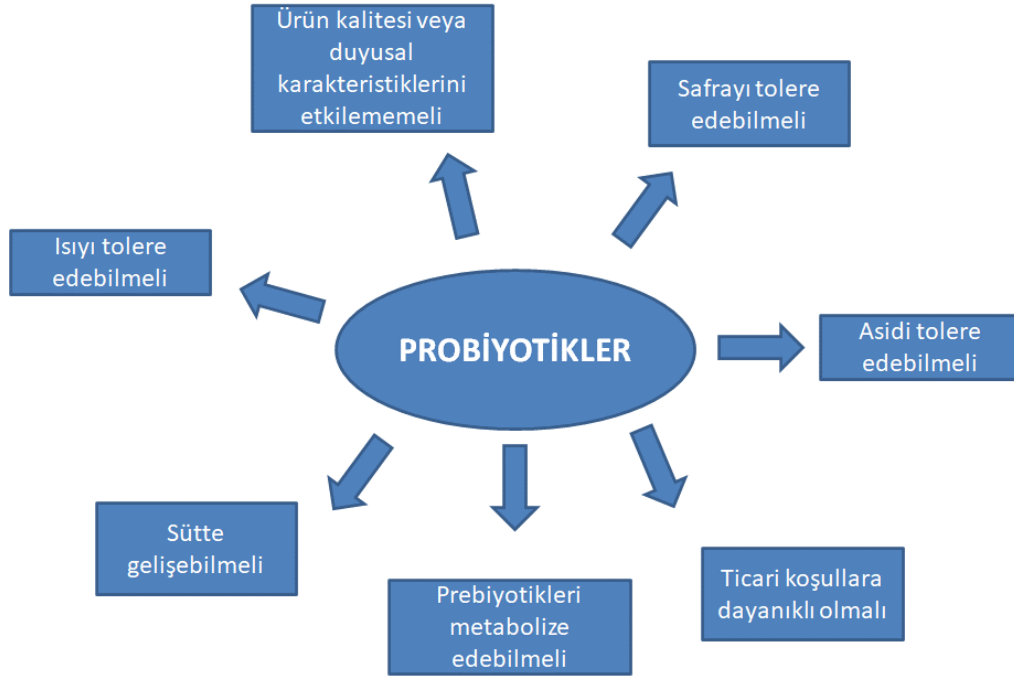 Ürün kalitesi veya
duyusal
karakteristiklerini
etkilememeli
Safrayı tolere
edebilmeli
Isıyı tolere
edebilmeli
PROBİYOTİKLER
Asidi tolere
edebilmeli
Sütte
gelişebilmeli
Prebiyotikleri
metabolize
edebilmeli
Ticari koşullara
dayanıklı olmalı